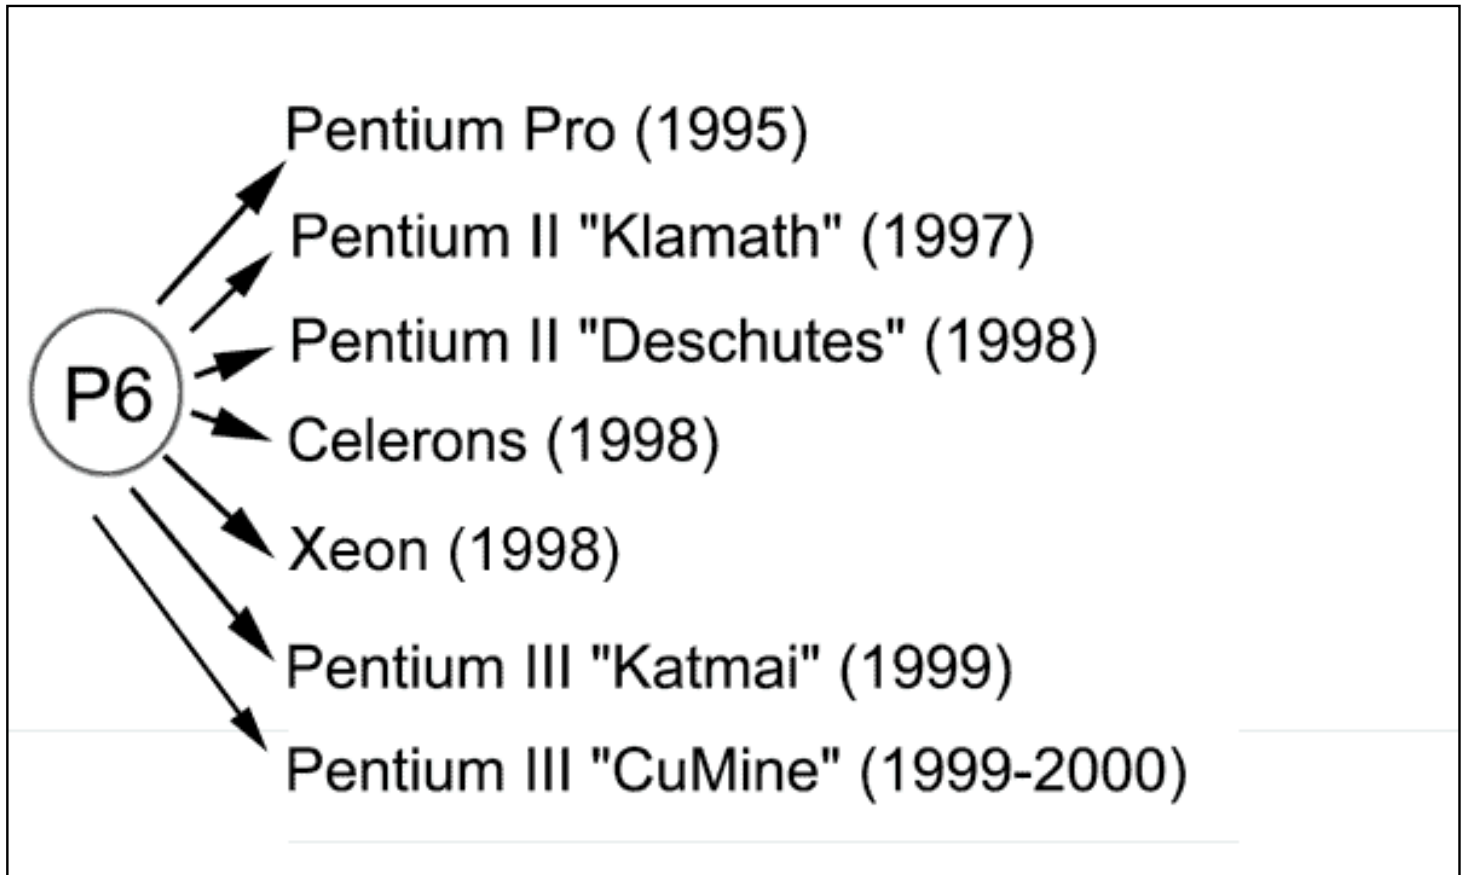 Pentium Pro (1995)
Pentium II "Klamath" (1997)
Pentium II "Deschutes" (1998)
P6
Celerons (1998)
Xeon (1998)
Pentium III "Katmai" (1999)
Pentium III "CuMine" (1999-2000)